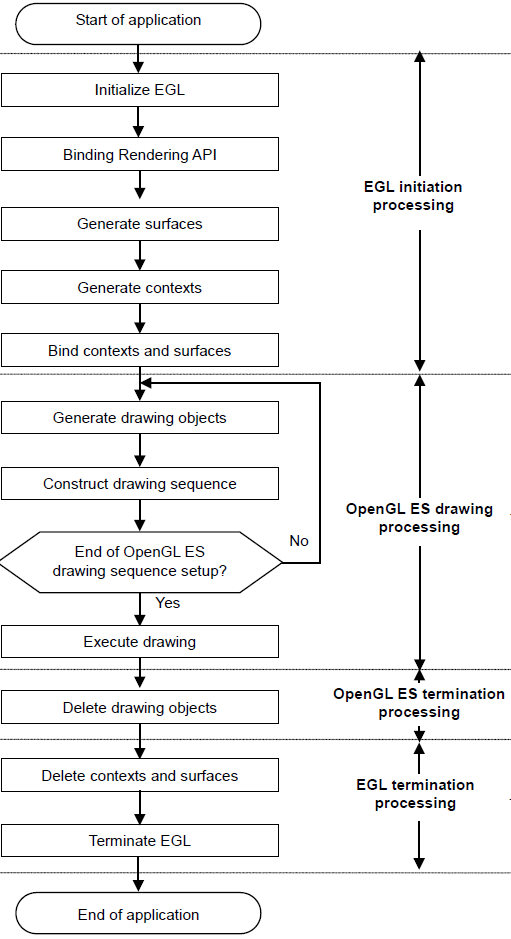 Start of application
Initialize EGL
Binding Rendering API
EGL initiation
processing
Generate surfaces
Generate contexts
Bind contexts and surfaces
Generate drawing objects
Construct drawing sequence
OpenGL ES drawing
processing
No
End of OpenGL ES
drawing sequence setup?
Yes
Execute drawing
OpenGL ES termination
processing
Delete drawing objects
Delete contexts and surfaces
EGL termination
processing
Terminate EGL
End of application